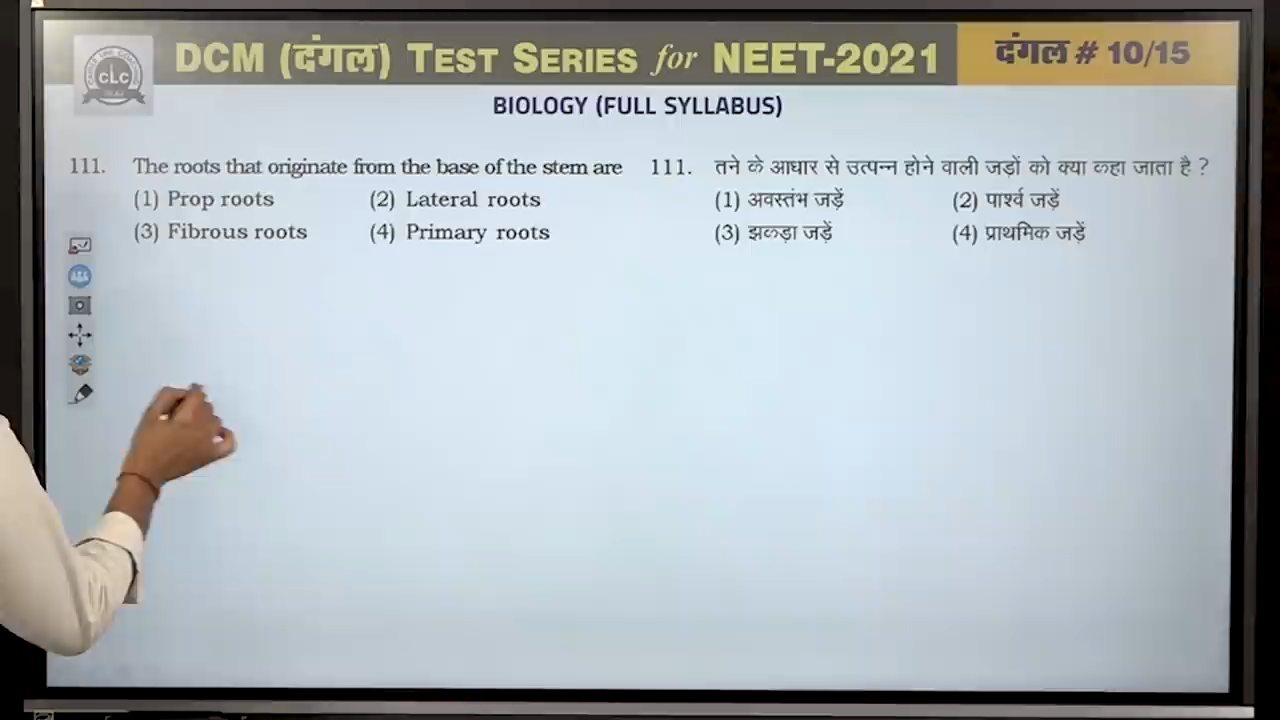 DCM (दंगल) TEST SERIES for NEET-2021
दंगल # 10/15
CLC
BIOLOGY (FULL SYLLABUS)
111. The roots that originate from the base of the stem are
(1) Prop roots (2) Lateral roots
(3) Fibrous roots (4) Primary roots
111. तने के आधार से उत्पन्न होने वाली जड़ों को क्या कहा जाता है ?
(1) अवस्तंभ जड़ें (2) पार्श्व जड़ें
(3) झकड़ा जड़ें (4) प्राथमिक जड़ें